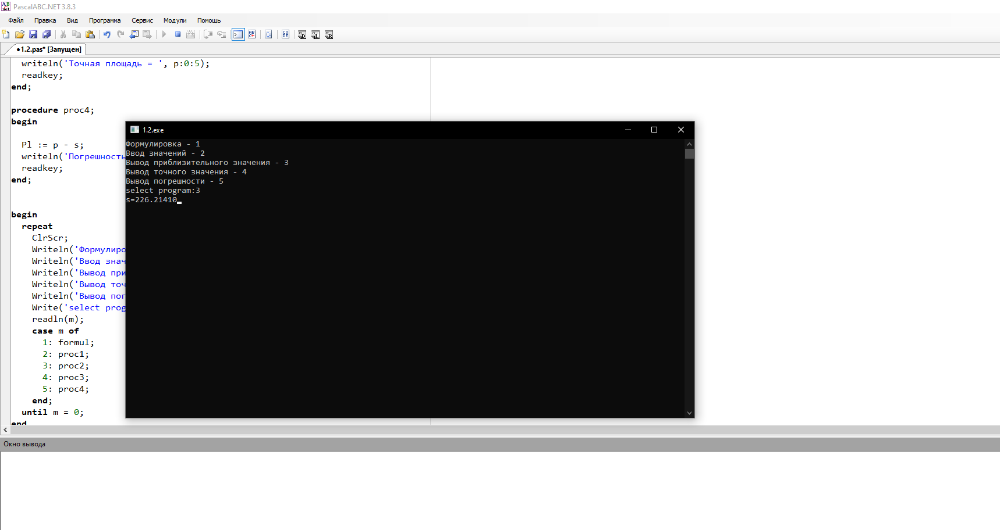 PascalABC.NET 3.8.3
Файл Правка Вид Программа Сервис Модули Помощь
•1.2.pas* [Запущен]
writeln('Точная площадь = ', p:0:5);
readkey;
end;
procedure proc4;
begin
Pl := p - s;
writeln('Погрешность
readkey;
end;
begin
repeat
ClrScr;
Writeln('Формулиро
Writeln('Ввод знач
Writeln('Вывод при
Writeln('Вывод точ
Writeln('Вывод пог
Write('select prog
readln(m);
case m of
1: formul;
2: proc1;
3: proc2;
4: proc3;
5: proc4;
end;
until m = 0;
end
1.2.exe
Формулировка - 1
Ввод значений - 2
Вывод приблизительного значения - 3
Вывод точного значения - 4
Вывод погрешности - 5
select program:3
s=226.21410
Окно вывода